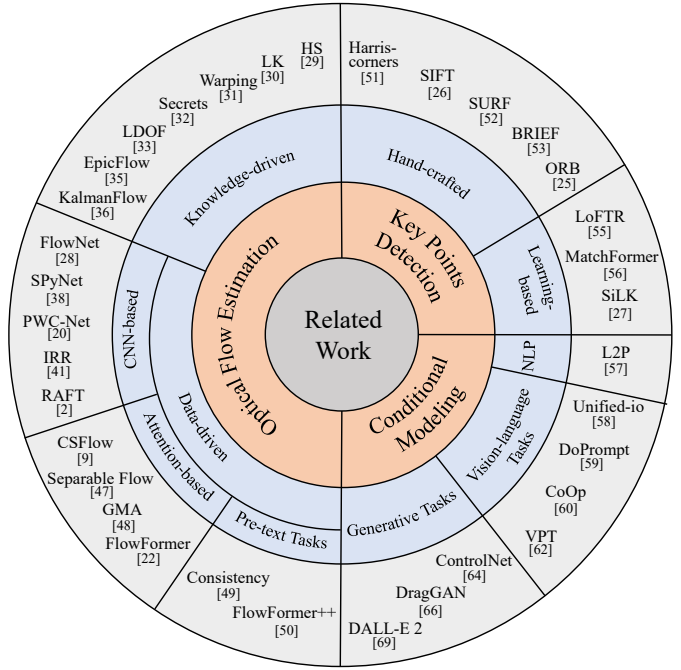 Related
Work
Optical Flow Estimation
Key Points
Detection
Conditional
Modeling
Knowledge-driven
Hand-crafted
Learning-
based
NLP
Vision-language
Tasks
Generative Tasks
Data-driven
CNN-based
Attention-based
Pre-text Tasks
HS
[29]
LK
[30]
Warping
[31]
Secrets
[32]
LDOF
[33]
EpicFlow
[35]
KalmanFlow
[36]
FlowNet
[28]
SPyNet
[38]
PWC-Net
[20]
IRR
[41]
RAFT
[2]
CSFlow
[9]
Separable Flow
[47]
GMA
[48]
FlowFormer
[22]
Consistency
[49]
FlowFormer++
[50]
Harris-
corners
[51]
SIFT
[26]
SURF
[52]
BRIEF
[53]
ORB
[25]
LoFTR
[55]
MatchFormer
[56]
SiLK
[27]
L2P
[57]
Unified-io
[58]
DoPrompt
[59]
CoOp
[60]
VPT
[62]
ControlNet
[64]
DragGAN
[66]
DALL-E 2
[69]